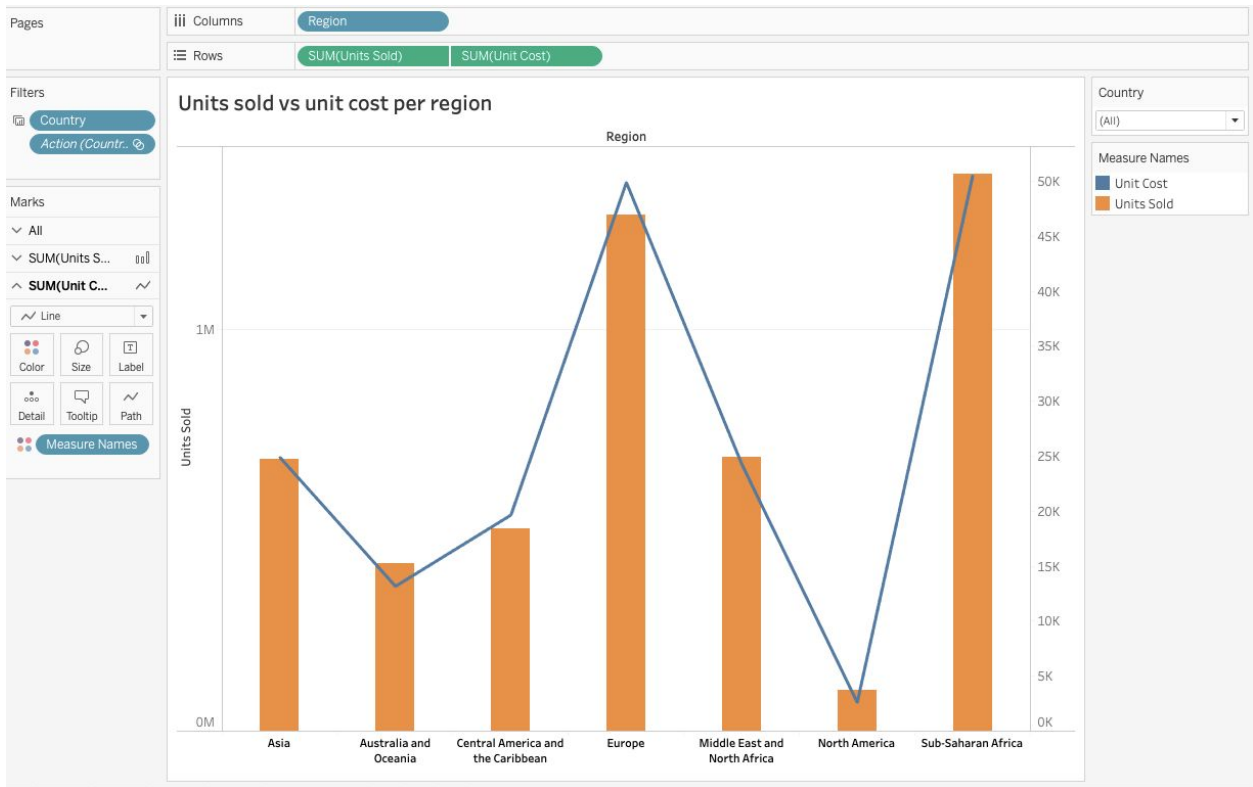 Pages
Columns
Region
Rows
SUM(Units Sold)
SUM(Unit Cost)
Filters
Country
Action (Countr..
Marks
All
SUM(Units S...
SUM(Unit C...
Line
Color
Size
Label
Detail
Tooltip
Path
Measure Names
Units sold vs unit cost per region
Region
Units Sold
1M
0M
50K
45K
40K
35K
30K
25K
20K
15K
10K
5K
0K
Asia
Australia and
Oceania
Central America and
the Caribbean
Europe
Middle East and
North Africa
North America
Sub-Saharan Africa
Country
(All)
Measure Names
Unit Cost
Units Sold